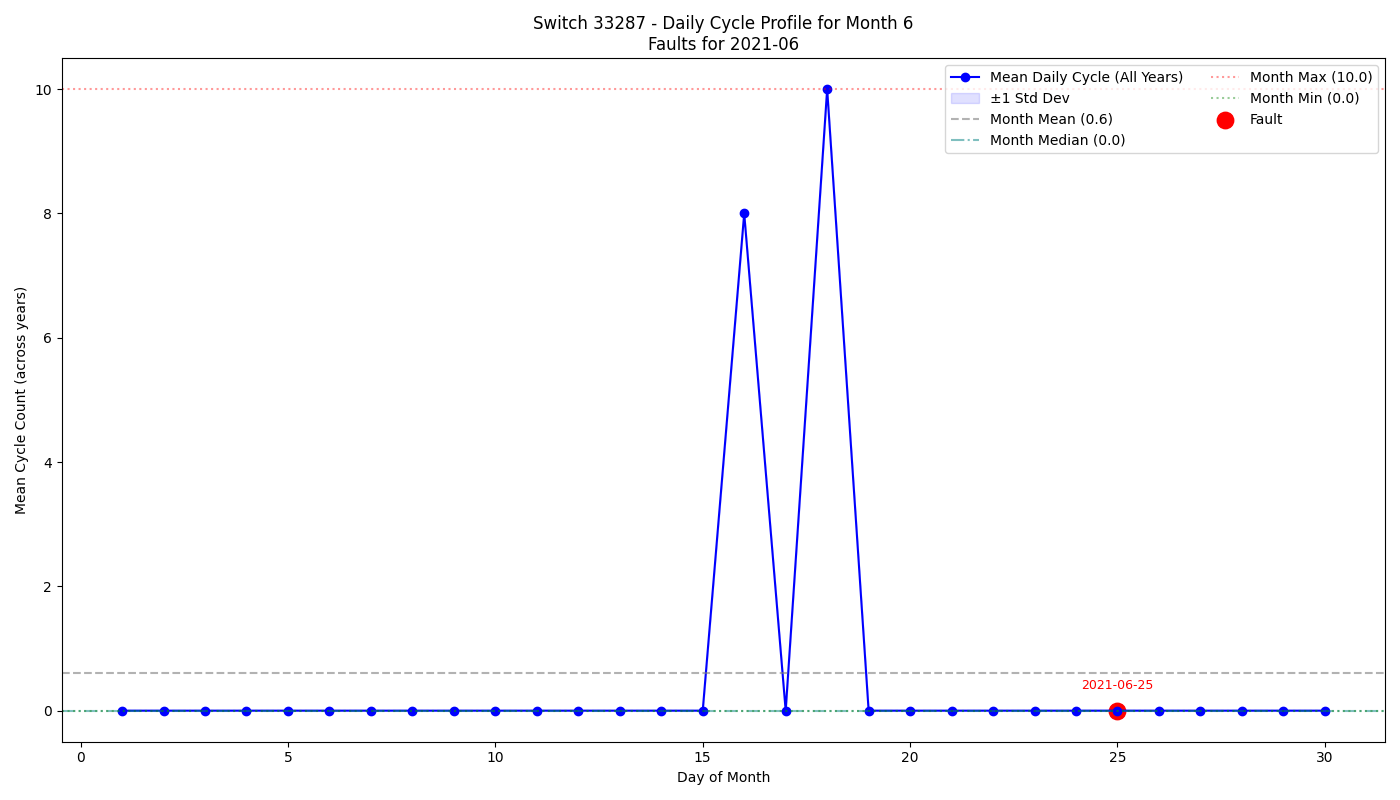 Switch 33287 - Daily Cycle Profile for Month 6
Faults for 2021-06
Mean Daily Cycle (All Years)
±1 Std Dev
Month Mean (0.6)
Month Median (0.0)
Month Max (10.0)
Month Min (0.0)
Fault
Mean Cycle Count (across years)
10
8
6
4
2
0
2021-06-25
0
5
10
15
20
25
30
Day of Month